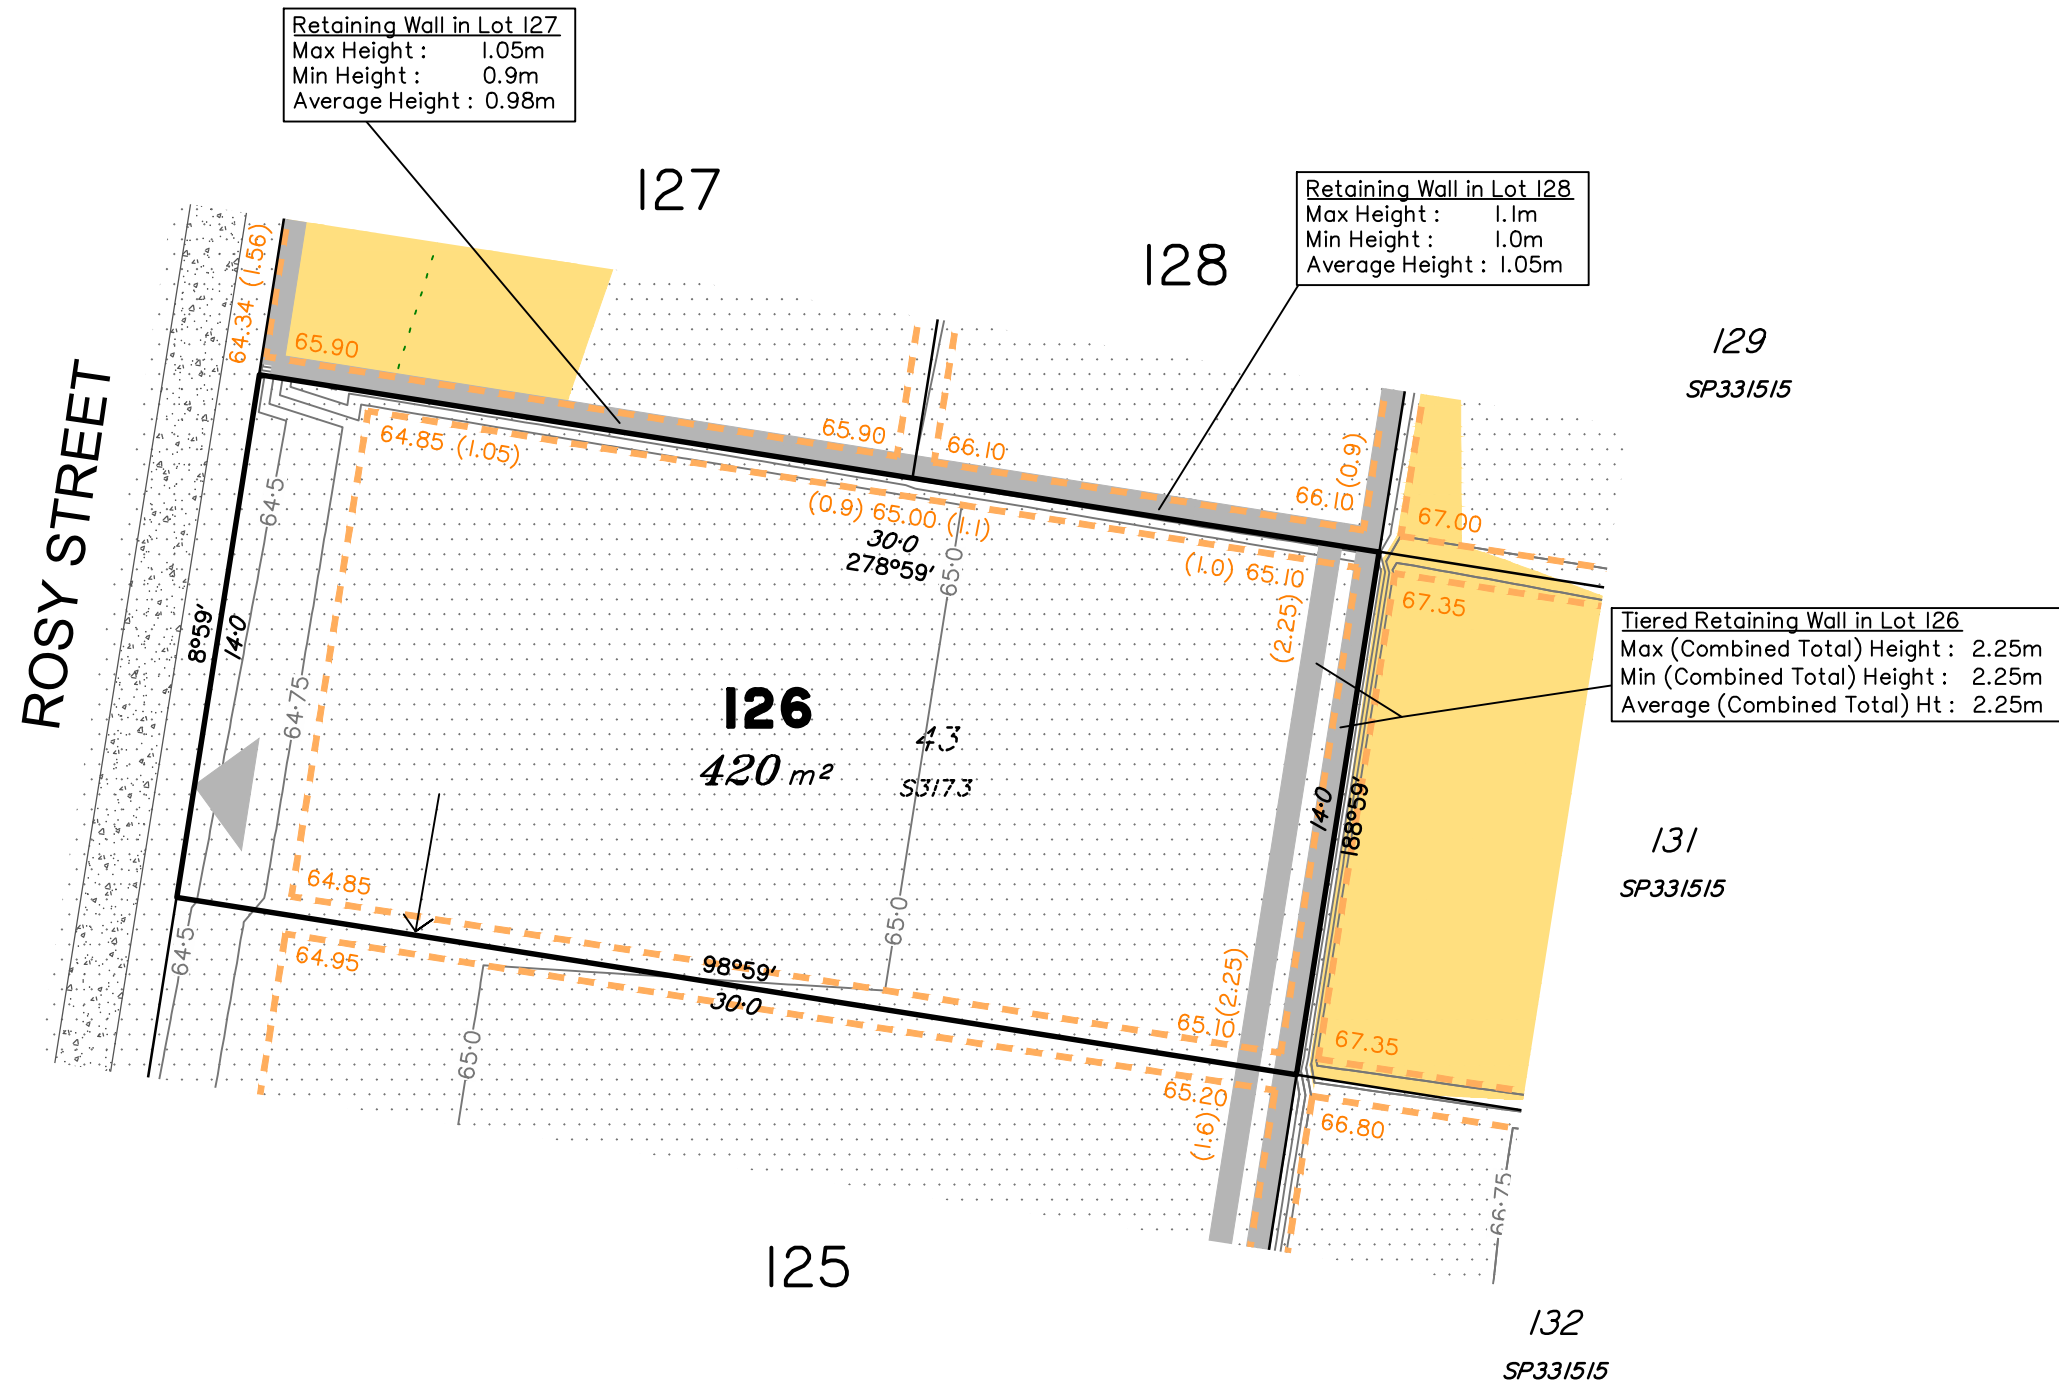 Retaining Wall in Lot 127
Max Height : 1.05m
Min Height : 0.9m
Average Height : 0.98m
127
Retaining Wall in Lot 128
Max Height : 1.1m
Min Height : 1.0m
Average Height : 1.05m
128
129
SP331515
ROSY STREET
64.34 (1.56)
65.90
65.90
66.10
66.10
(0.9)
67.00
64.85 (1.05)
(0.9) 65.00 (1.1)
30·0
278°59'
(1.0) 65.10
(2.25)
67.35
Tiered Retaining Wall in Lot 126
Max (Combined Total) Height : 2.25m
Min (Combined Total) Height : 2.25m
Average (Combined Total) Ht : 2.25m
64·5
65·0
8°59'
14·0
64·75
126
420 m²
43
S3173
14·0
188°59'
131
SP331515
64.85
64.95
64·5
65·0
98°59'
30·0
65·0
65.10
(2.25)
67.35
65.20
(1.6)
66.80
66·75
125
132
SP331515